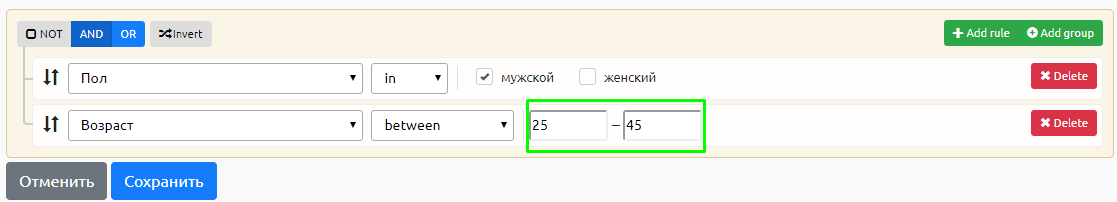 NOT AND OR Invert Add rule Add group
Пол in мужской женский Delete
Возраст between 25 – 45 Delete
Отменить Сохранить